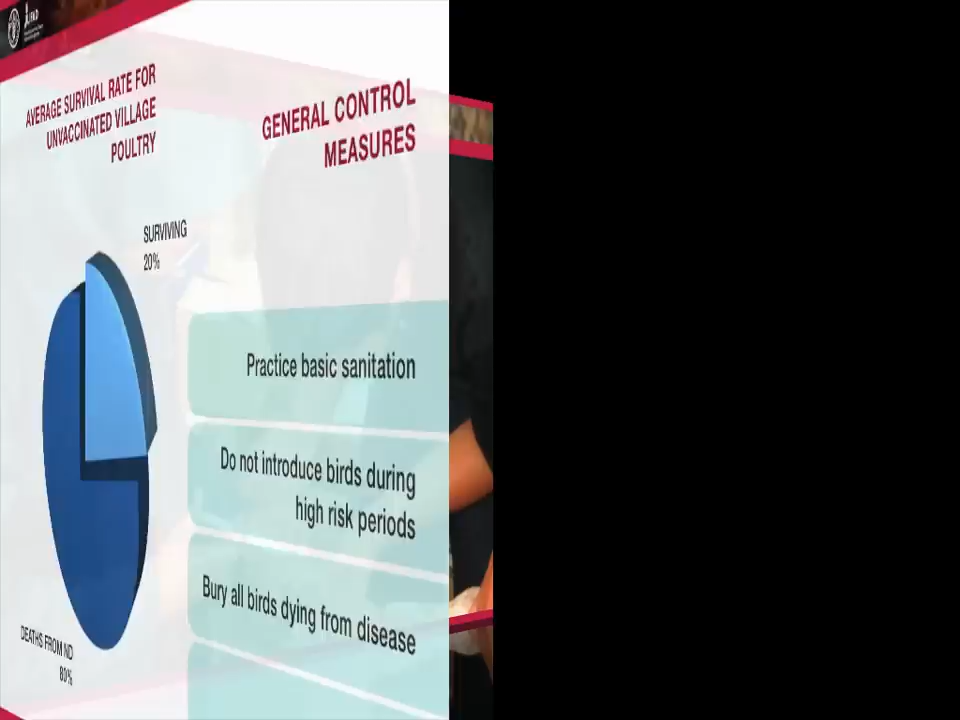 IFAD
AVERAGE SURVIVAL RATE FOR
UNVACCINATED VILLAGE
POULTRY
SURVIVING
20%
DEATHS FROM ND
80%
GENERAL CONTROL
MEASURES
Practice basic sanitation
Do not introduce birds during
high risk periods
Bury all birds dying from disease